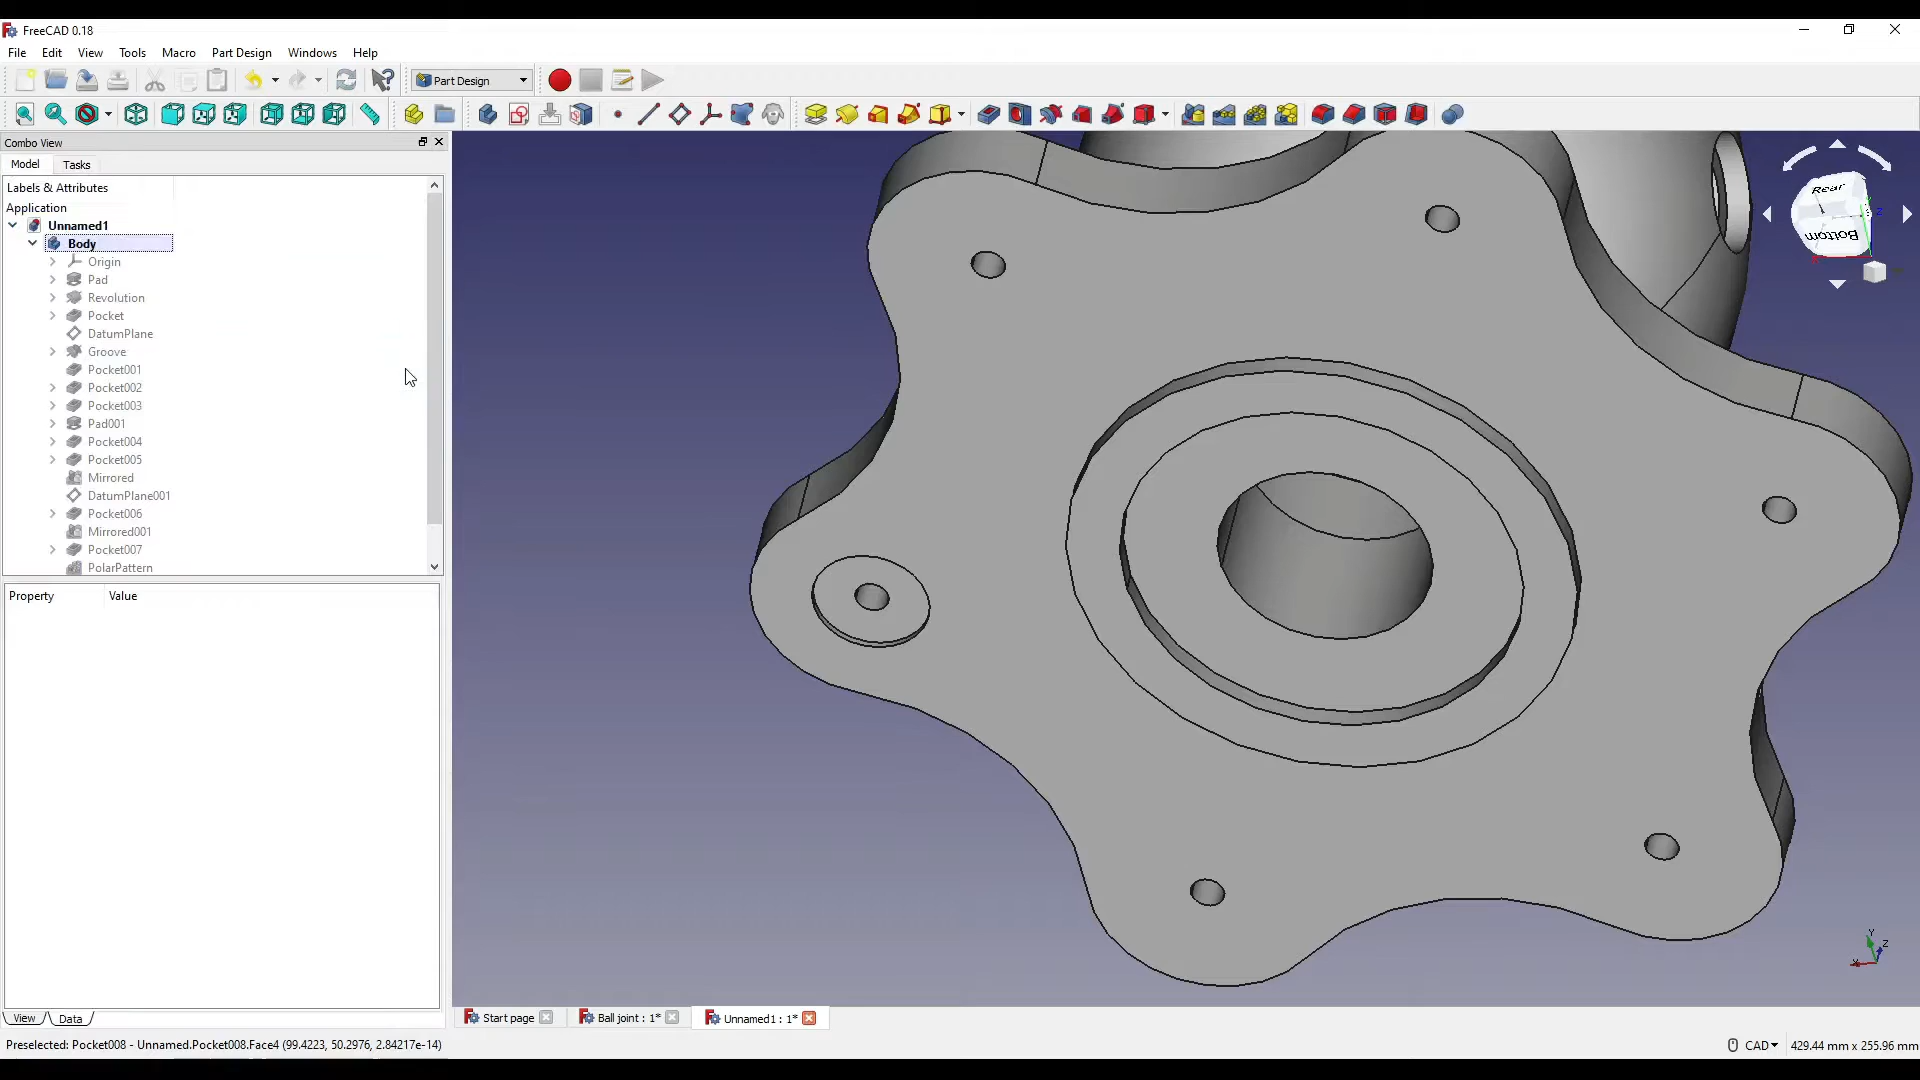 FreeCAD 0.18
File Edit View Tools Macro Part Design Windows Help
Part Design
Combo View
Model Tasks
Labels & Attributes
Application
Unnamed1
Body
Origin
Pad
Revolution
Pocket
DatumPlane
Groove
Pocket001
Pocket002
Pocket003
Pad001
Pocket004
Pocket005
Mirrored
DatumPlane001
Pocket006
Mirrored001
Pocket007
PolarPattern
Property Value
Rear
Bottom
Z
Y
Z
X
View Data
Start page
Ball joint : 1*
Unnamed1 : 1*
Preselected: Pocket008 - Unnamed.Pocket008.Face4 (99.4223, 50.2976, 2.84217e-14)
CAD
429.44 mm x 255.96 mm